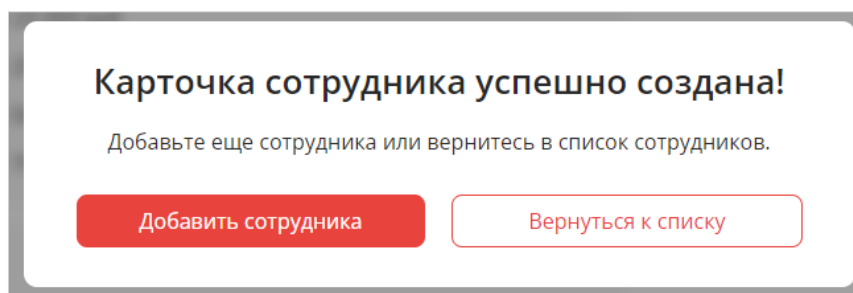 Карточка сотрудника успешно создана!
Добавьте еще сотрудника или вернитесь в список сотрудников.
Добавить сотрудника
Вернуться к списку